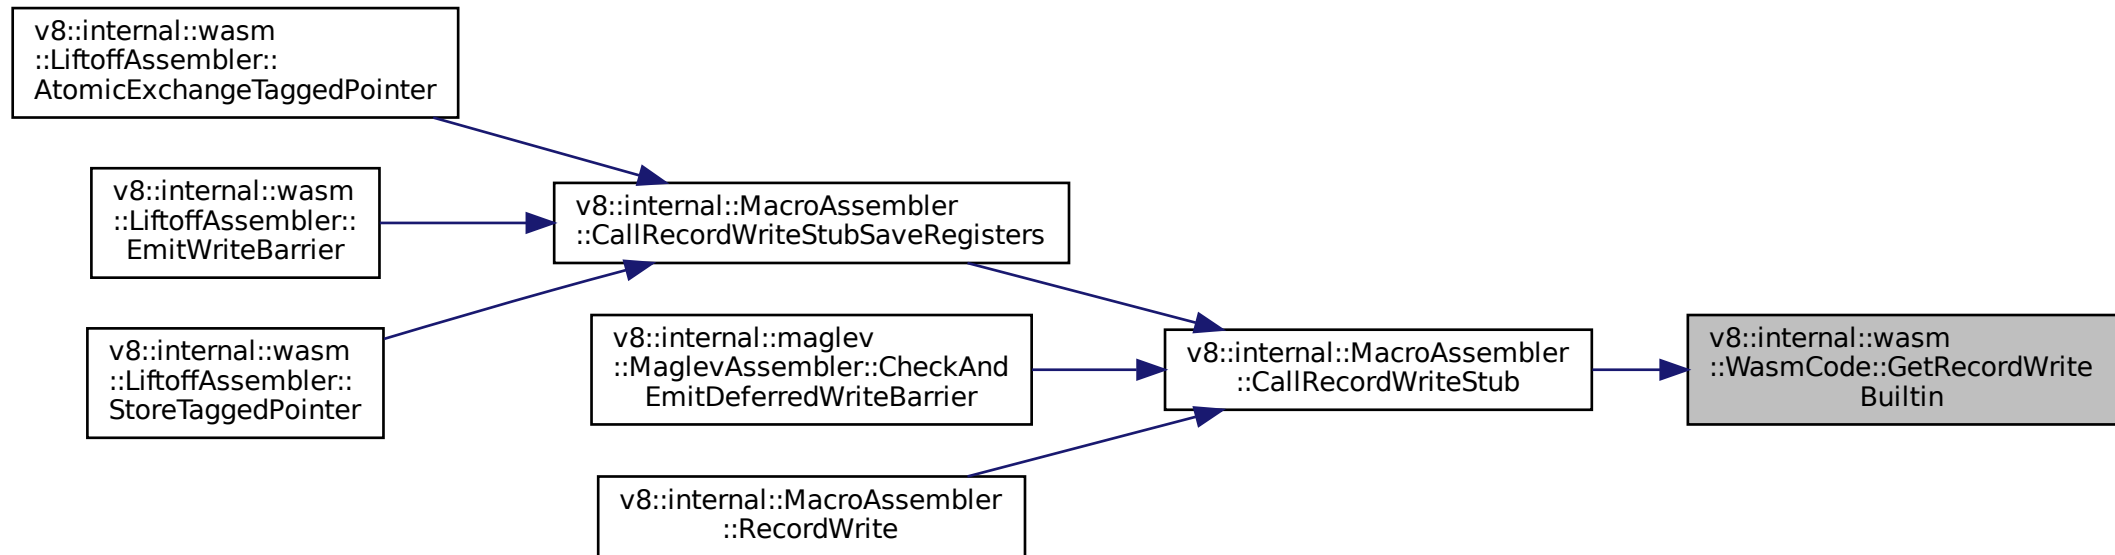 v8::internal::wasm
::LiftoffAssembler::
AtomicExchangeTaggedPointer
v8::internal::wasm
::LiftoffAssembler::
EmitWriteBarrier
v8::internal::wasm
::LiftoffAssembler::
StoreTaggedPointer
v8::internal::MacroAssembler
::CallRecordWriteStubSaveRegisters
v8::internal::maglev
::MaglevAssembler::CheckAnd
EmitDeferredWriteBarrier
v8::internal::MacroAssembler
::RecordWrite
v8::internal::MacroAssembler
::CallRecordWriteStub
v8::internal::wasm
::WasmCode::GetRecordWrite
Builtin